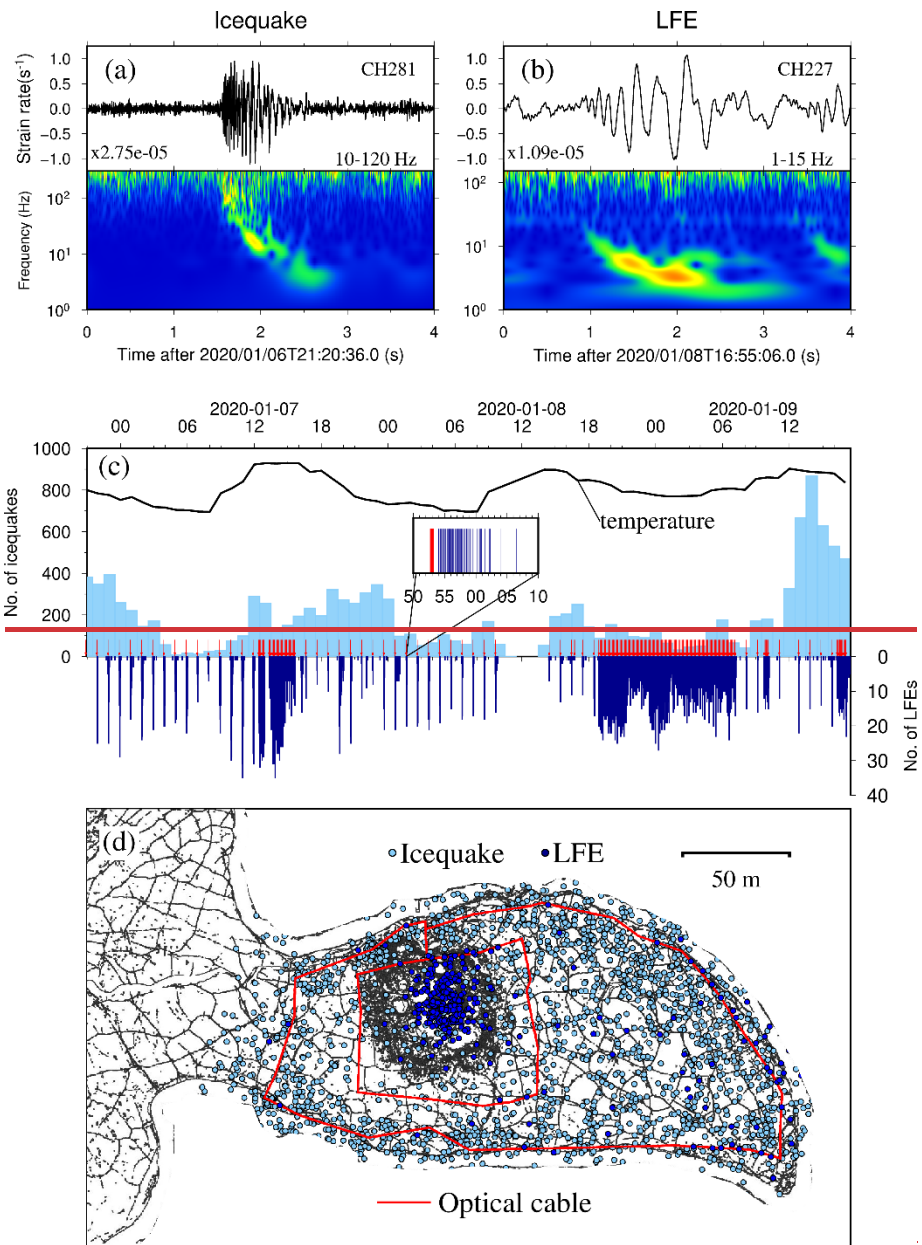 Icequake LFE
(a) CH281
(b) CH227
Strain rate(s⁻¹)
1.0
0.5
0.0
−0.5
−1.0
1.0
0.5
0.0
−0.5
−1.0
x2.75e-05 10-120 Hz
x1.09e-05 1-15 Hz
Frequency (Hz)
10²
10¹
10⁰
10²
10¹
10⁰
0 1 2 3 4
0 1 2 3 4
Time after 2020/01/06T21:20:36.0 (s)
Time after 2020/01/08T16:55:06.0 (s)
2020-01-07 2020-01-08 2020-01-09
00 06 12 18 00 06 12 18 00 06 12
(c)
No. of icequakes
1000
800
600
400
200
0
temperature
50 55 00 05 10
0
10
20
30
40
No. of LFEs
(d)
Icequake LFE
50 m
Optical cable